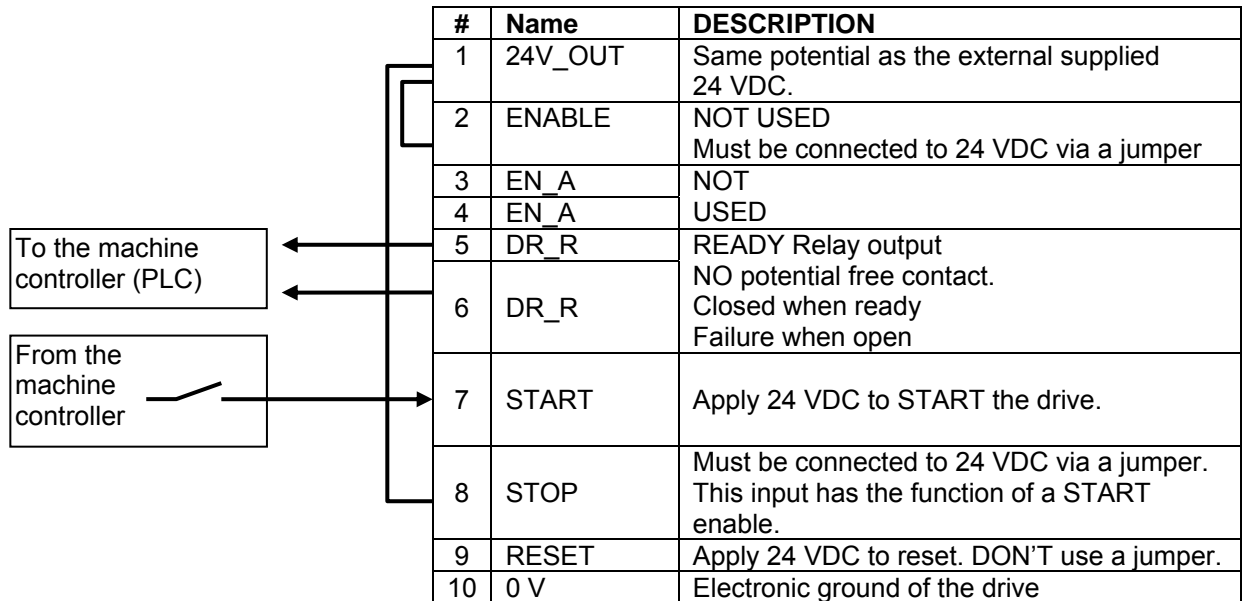 # Name DESCRIPTION
1 24V_OUT Same potential as the external supplied
24 VDC.
2 ENABLE NOT USED
Must be connected to 24 VDC via a jumper
3 EN_A NOT
4 EN_A USED
To the machine
controller (PLC)
5 DR_R READY Relay output
NO potential free contact.
6 DR_R Closed when ready
Failure when open
From the
machine
controller
7 START Apply 24 VDC to START the drive.
Must be connected to 24 VDC via a jumper.
8 STOP This input has the function of a START
enable.
9 RESET Apply 24 VDC to reset. DON’T use a jumper.
10 0 V Electronic ground of the drive